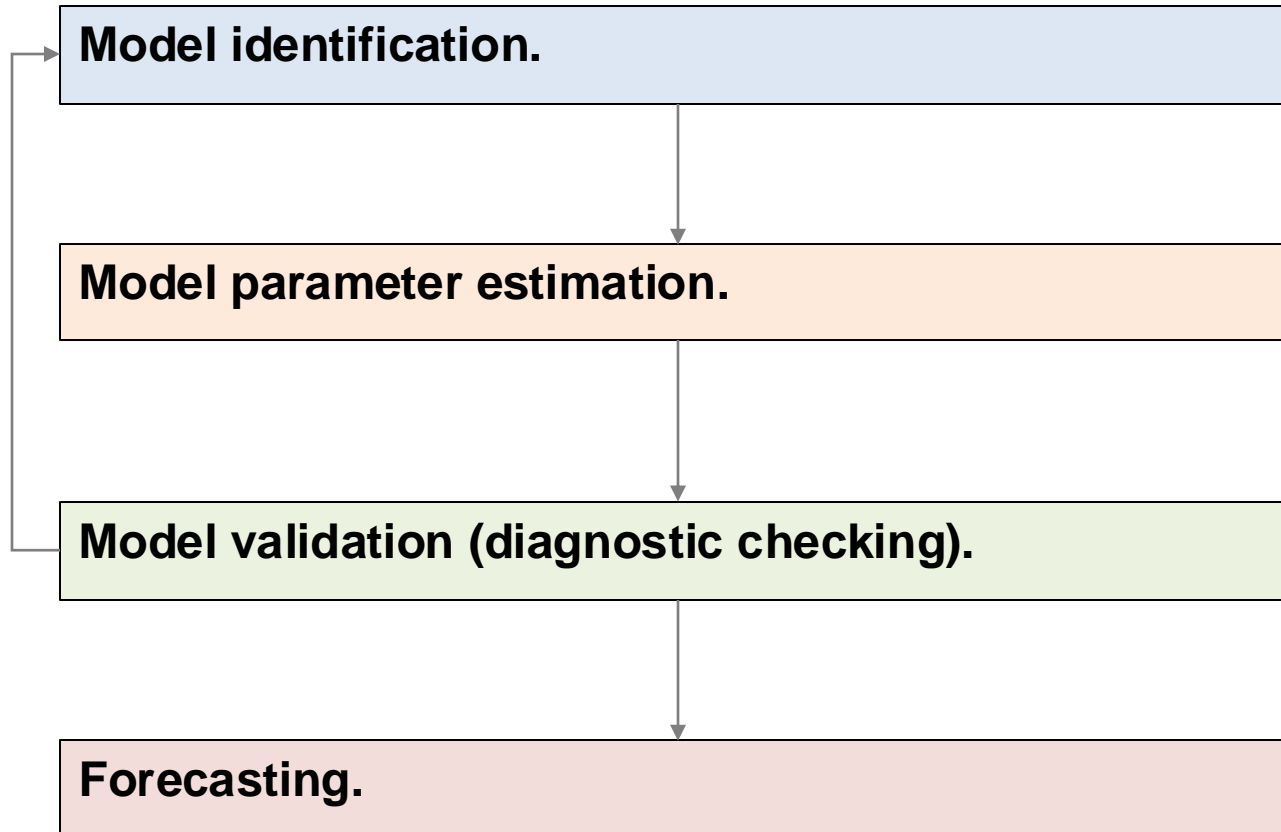 Model identification.
Model parameter estimation.
Model validation (diagnostic checking).
Forecasting.